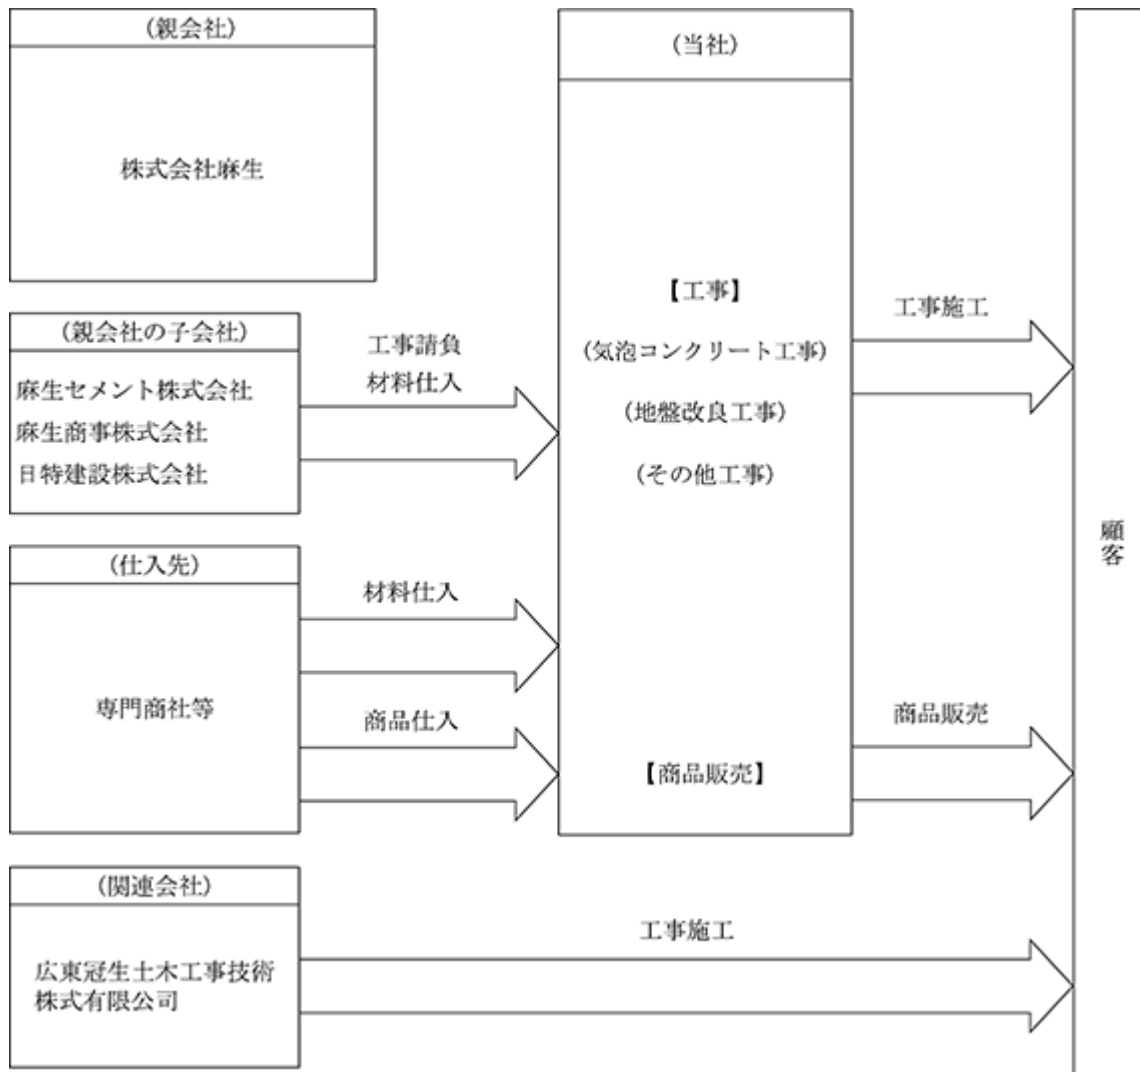 (親会社)
株式会社麻生
(親会社の子会社)
麻生セメント株式会社
麻生商事株式会社
日特建設株式会社
工事請負
材料仕入
(仕入先)
専門商社等
材料仕入
商品仕入
(関連会社)
広東冠生土木工事技術
株式有限公司
工事施工
(当社)
【工事】
(気泡コンクリート工事)
(地盤改良工事)
(その他工事)
【商品販売】
工事施工
商品販売
顧客